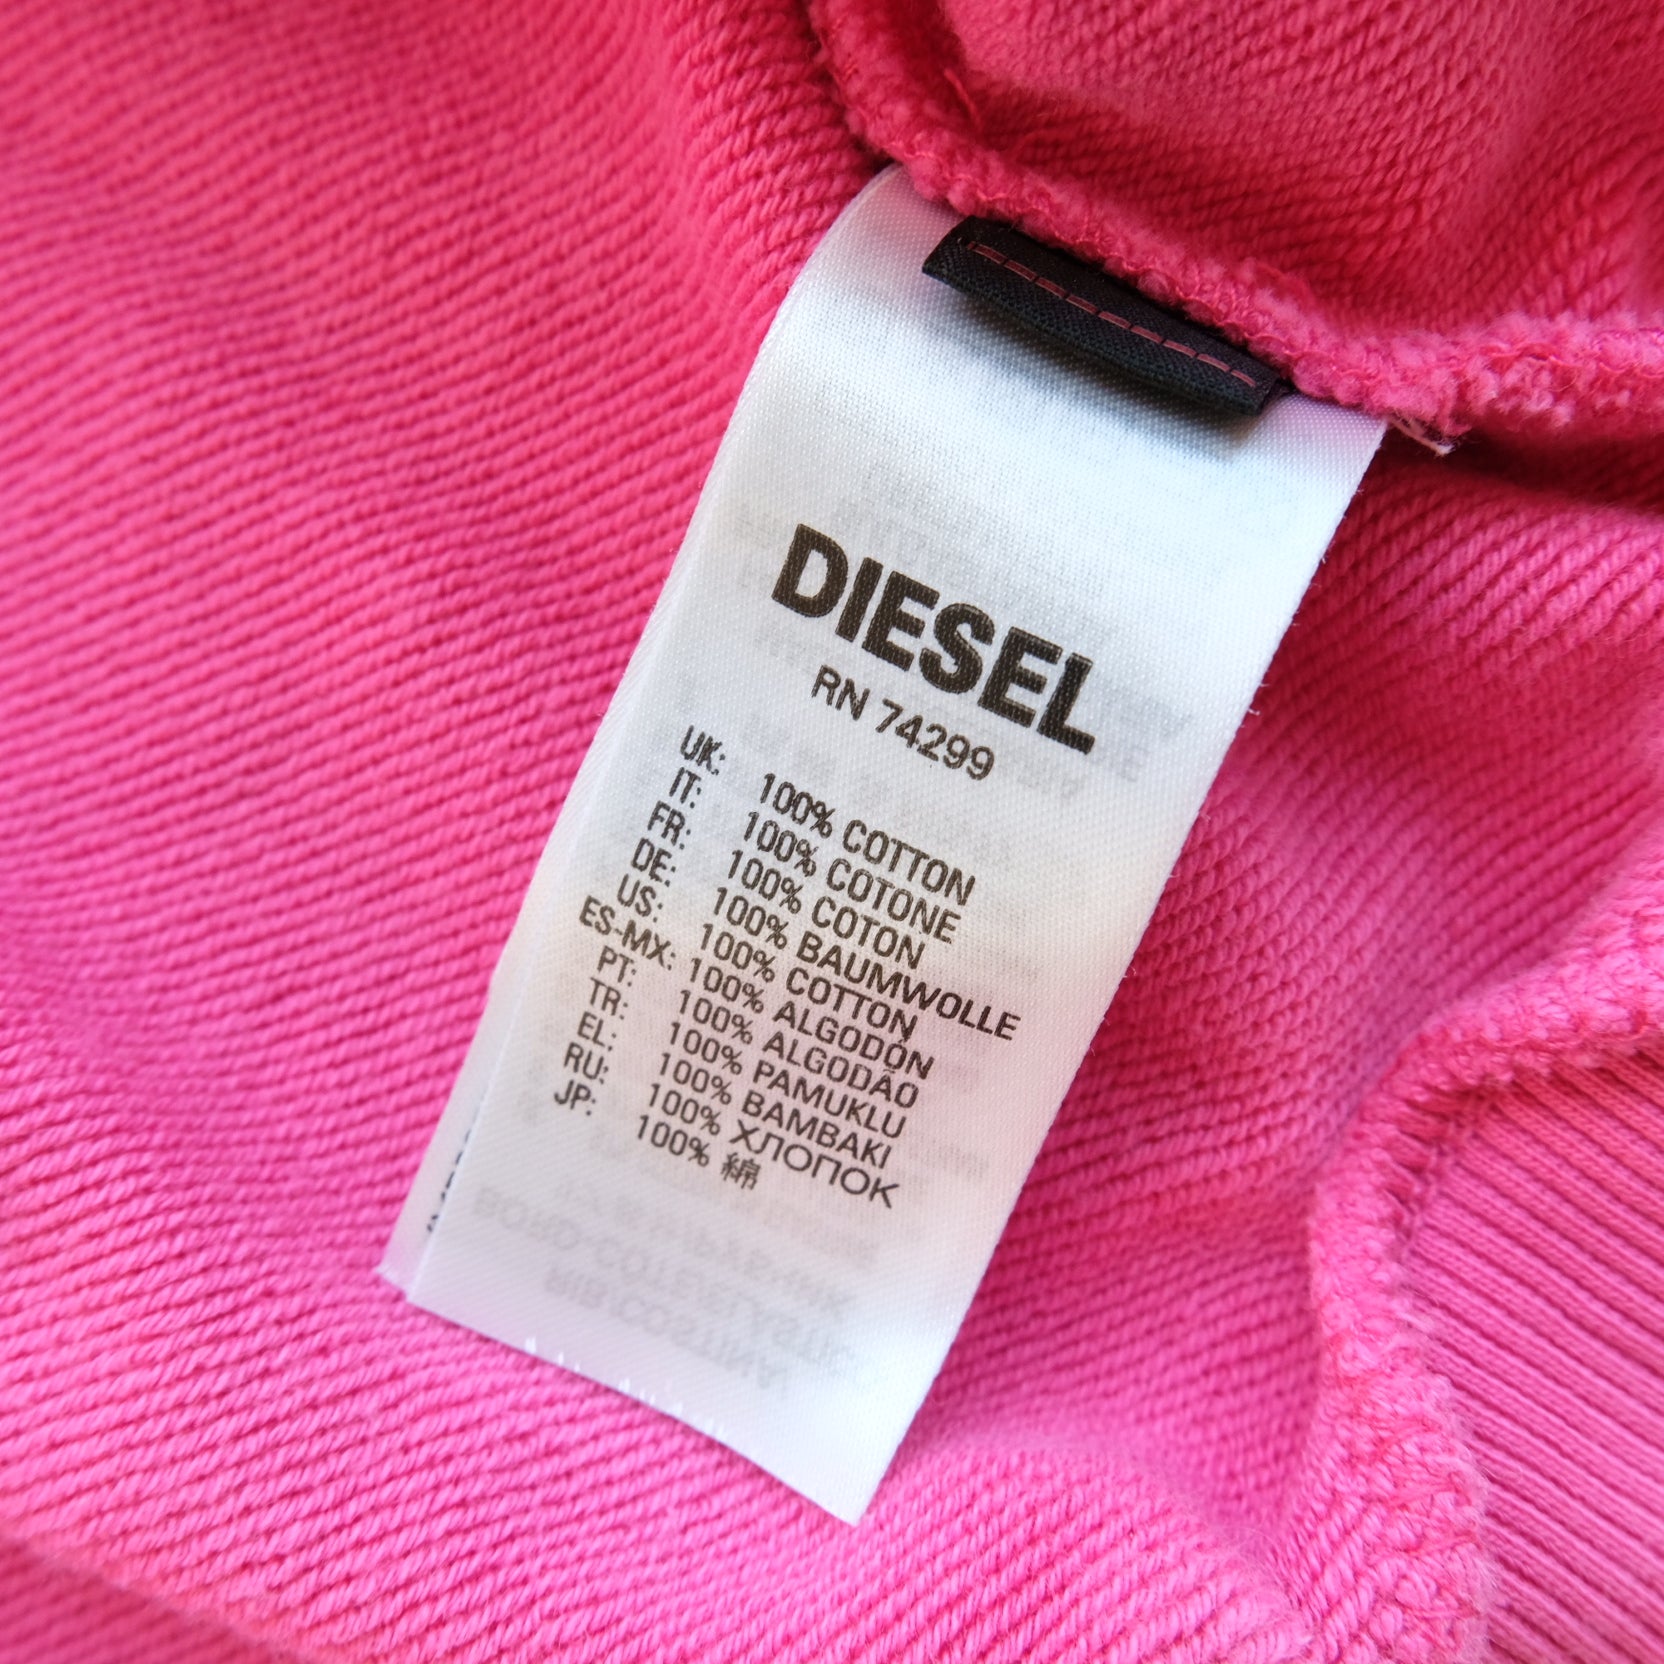 DIESEL
RN 74299
UK: 100% COTTON
IT: 100% COTONE
FR: 100% COTON
DE: 100% BAUMWOLLE
US: 100% COTTON
ES-MX: 100% ALGODÓN
PT: 100% ALGODÃO
TR: 100% PAMUKLU
EL: 100% BAMBAKI
RU: 100% ХЛОПОК
JP: 100% 綿